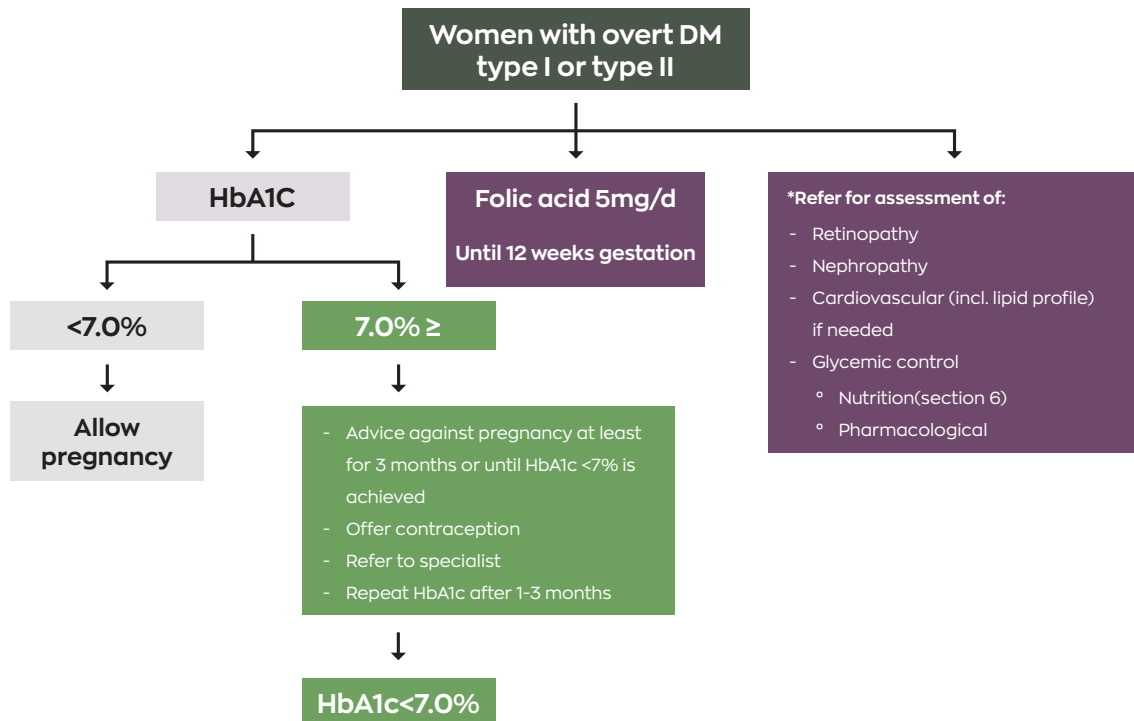 Women with overt DM
type I or type II
HbA1C
Folic acid 5mg/d
Until 12 weeks gestation
*Refer for assessment of:
- Retinopathy
- Nephropathy
- Cardiovascular (incl. lipid profile)
if needed
- Glycemic control
° Nutrition(section 6)
° Pharmacological
<7.0%
7.0% ≥
Allow
pregnancy
- Advice against pregnancy at least
for 3 months or until HbA1c <7% is
achieved
- Offer contraception
- Refer to specialist
- Repeat HbA1c after 1-3 months
HbA1c<7.0%